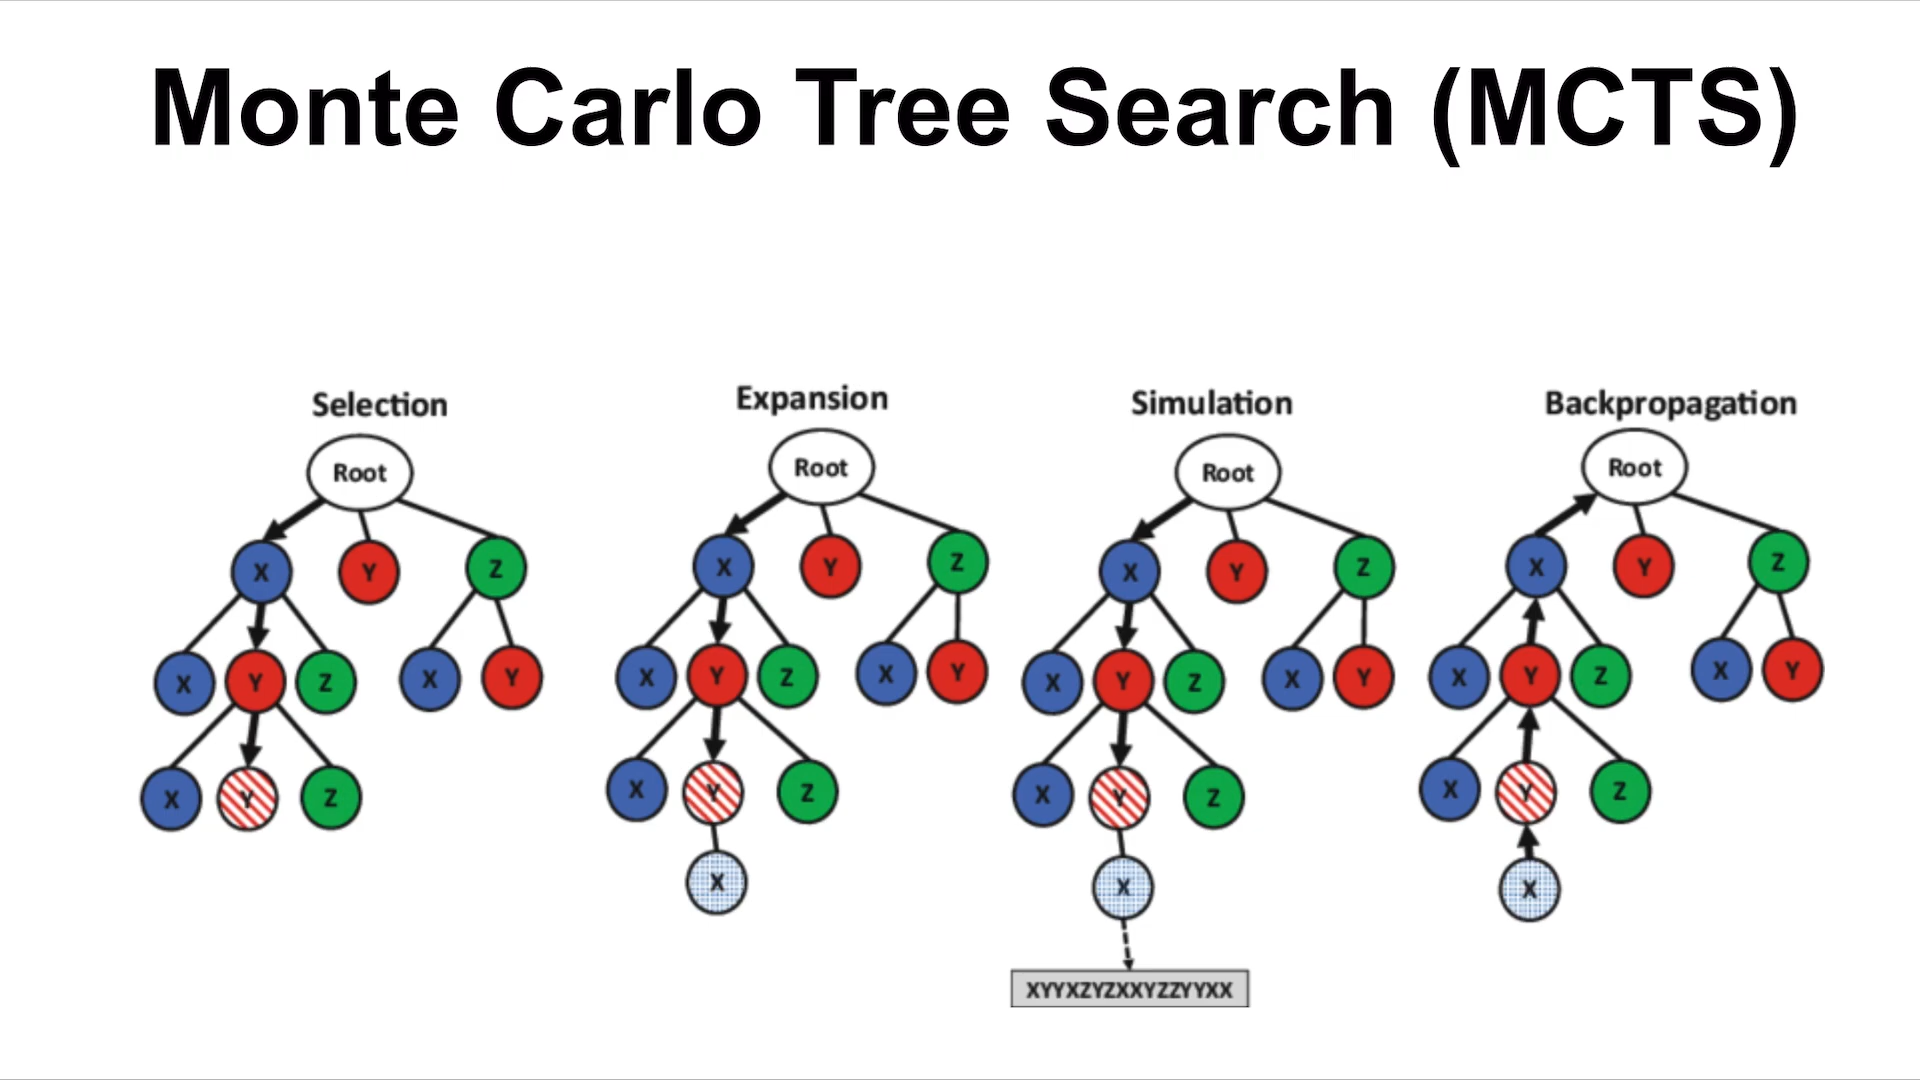 Monte Carlo Tree Search (MCTS)
Selection
Root
X Y Z
X Y Z X Y
X Y Z
Expansion
Root
X Y Z
X Y Z X Y
X Y Z
X
Simulation
Root
X Y Z
X Y Z X Y
X Y Z
X
XYYXZYZXXYZZYYXX
Backpropagation
Root
X Y Z
X Y Z X Y
X Y Z
X